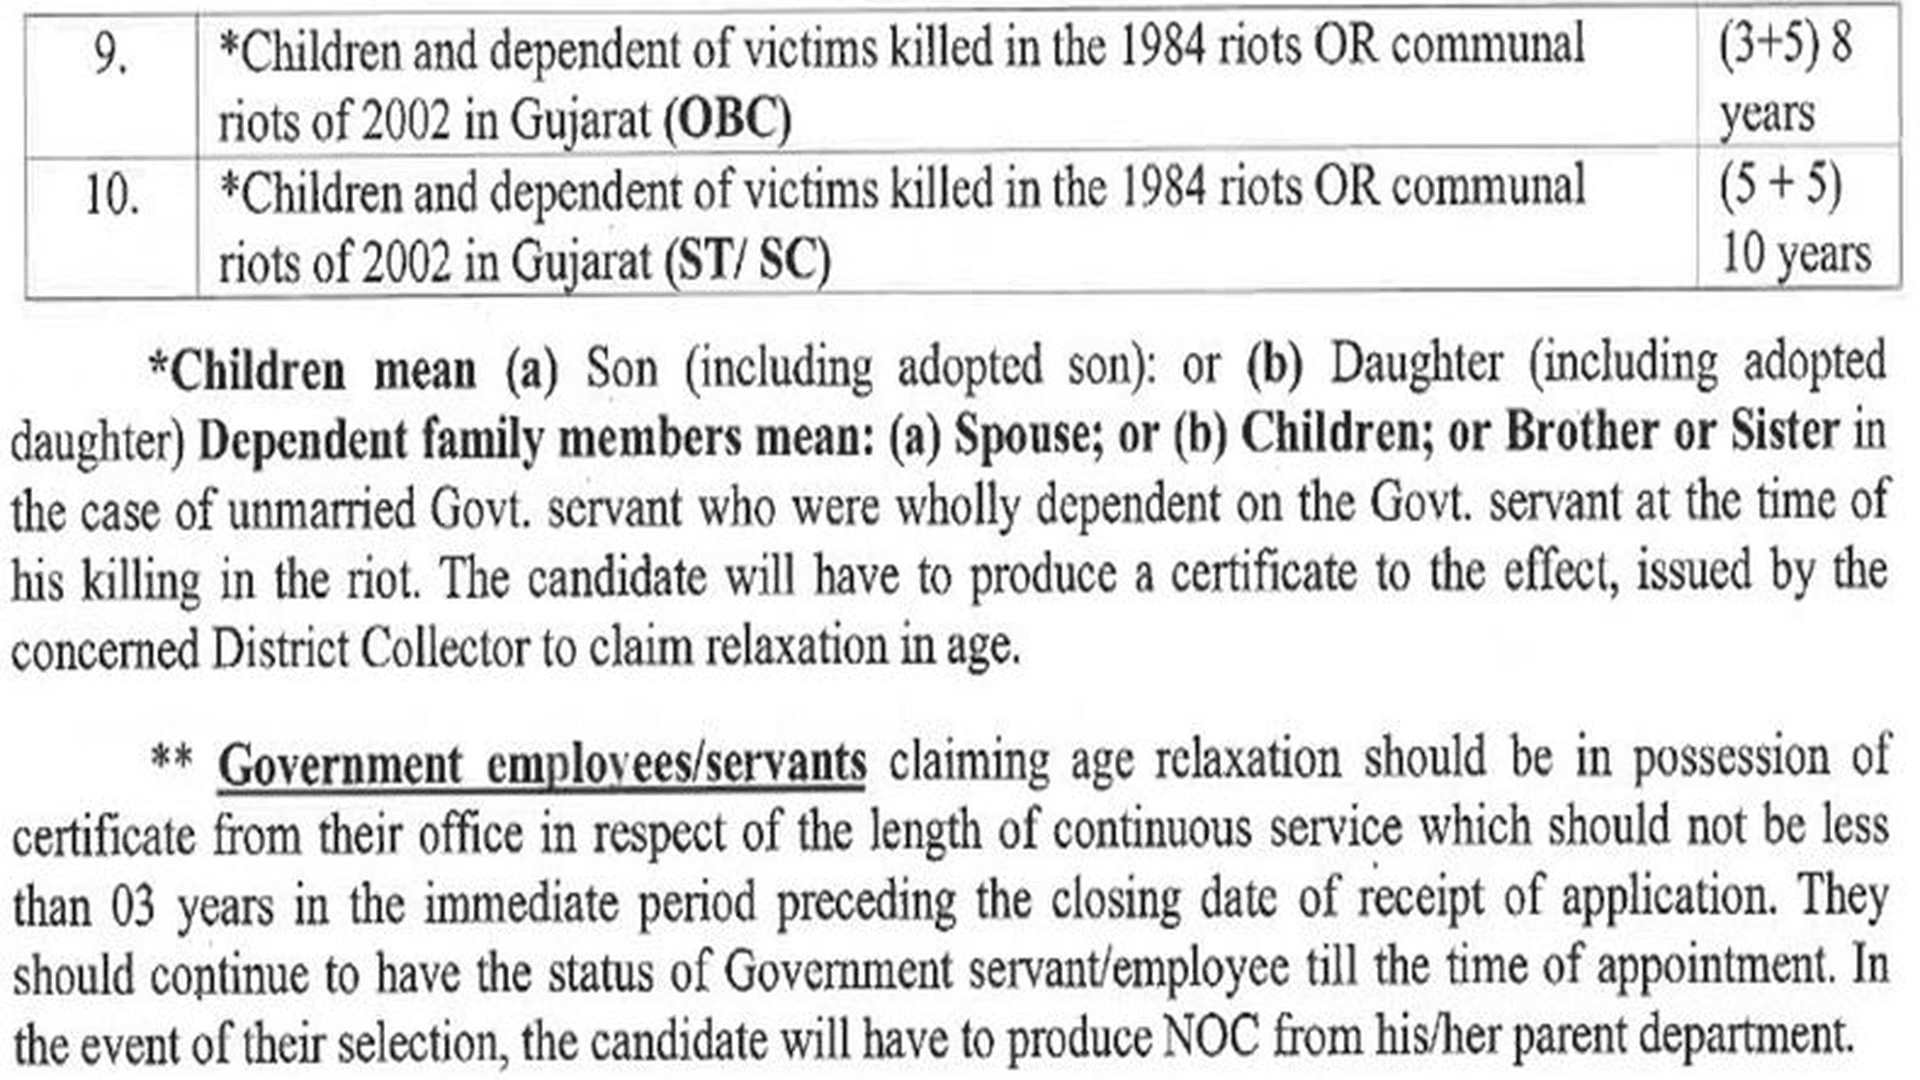 9. *Children and dependent of victims killed in the 1984 riots OR communal (3+5) 8
riots of 2002 in Gujarat (OBC) years
10. *Children and dependent of victims killed in the 1984 riots OR communal (5 + 5)
riots of 2002 in Gujarat (ST/ SC) 10 years
*Children mean (a) Son (including adopted son): or (b) Daughter (including adopted
daughter) Dependent family members mean: (a) Spouse; or (b) Children; or Brother or Sister in
the case of unmarried Govt. servant who were wholly dependent on the Govt. servant at the time of
his killing in the riot. The candidate will have to produce a certificate to the effect, issued by the
concerned District Collector to claim relaxation in age.
** Government employees/servants claiming age relaxation should be in possession of
certificate from their office in respect of the length of continuous service which should not be less
than 03 years in the immediate period preceding the closing date of receipt of application. They
should continue to have the status of Government servant/employee till the time of appointment. In
the event of their selection, the candidate will have to produce NOC from his/her parent department.